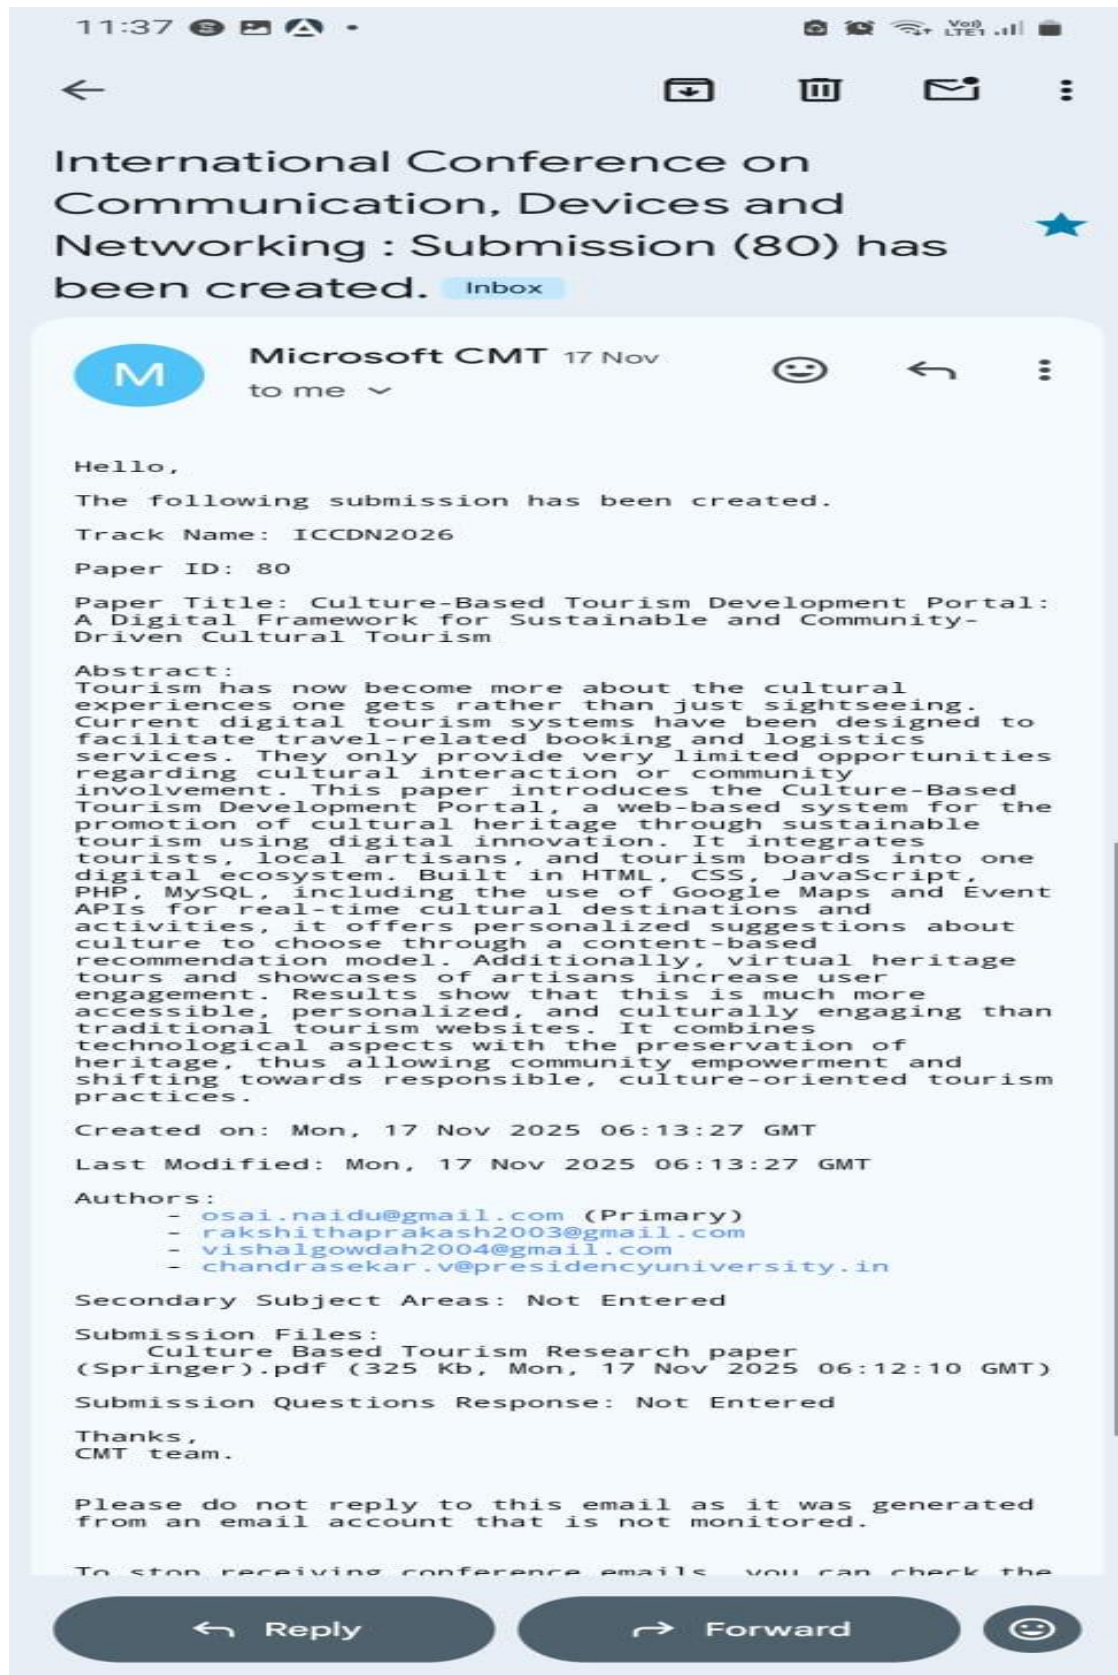 11:37
Vo))
LTE1
International Conference on
Communication, Devices and
Networking : Submission (80) has
been created. Inbox
M
Microsoft CMT 17 Nov
to me
Hello,
The following submission has been created.
Track Name: ICCDN2026
Paper ID: 80
Paper Title: Culture-Based Tourism Development Portal:
A Digital Framework for Sustainable and Community-
Driven Cultural Tourism
Abstract:
Tourism has now become more about the cultural
experiences one gets rather than just sightseeing.
Current digital tourism systems have been designed to
facilitate travel-related booking and logistics
services. They only provide very limited opportunities
regarding cultural interaction or community
involvement. This paper introduces the Culture-Based
Tourism Development Portal, a web-based system for the
promotion of cultural heritage through sustainable
tourism using digital innovation. It integrates
tourists, local artisans, and tourism boards into one
digital ecosystem. Built in HTML, CSS, JavaScript,
PHP, MySQL, including the use of Google Maps and Event
APIs for real-time cultural destinations and
activities, it offers personalized suggestions about
culture to choose through a content-based
recommendation model. Additionally, virtual heritage
tours and showcases of artisans increase user
engagement. Results show that this is much more
accessible, personalized, and culturally engaging than
traditional tourism websites. It combines
technological aspects with the preservation of
heritage, thus allowing community empowerment and
shifting towards responsible, culture-oriented tourism
practices.
Created on: Mon, 17 Nov 2025 06:13:27 GMT
Last Modified: Mon, 17 Nov 2025 06:13:27 GMT
Authors:
- osai.naidu@gmail.com (Primary)
- rakshithaprakash2003@gmail.com
- vishalgowdah2004@gmail.com
- chandrasekar.v@presidencyuniversity.in
Secondary Subject Areas: Not Entered
Submission Files:
Culture Based Tourism Research paper
(Springer).pdf (325 Kb, Mon, 17 Nov 2025 06:12:10 GMT)
Submission Questions Response: Not Entered
Thanks,
CMT team.
Please do not reply to this email as it was generated
from an email account that is not monitored.
To stop receiving conference emails, you can check the
Reply
Forward